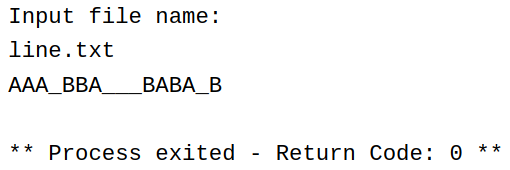 Input file name:
line.txt
AAA_BBA___BABA_B
** Process exited - Return Code: 0 **